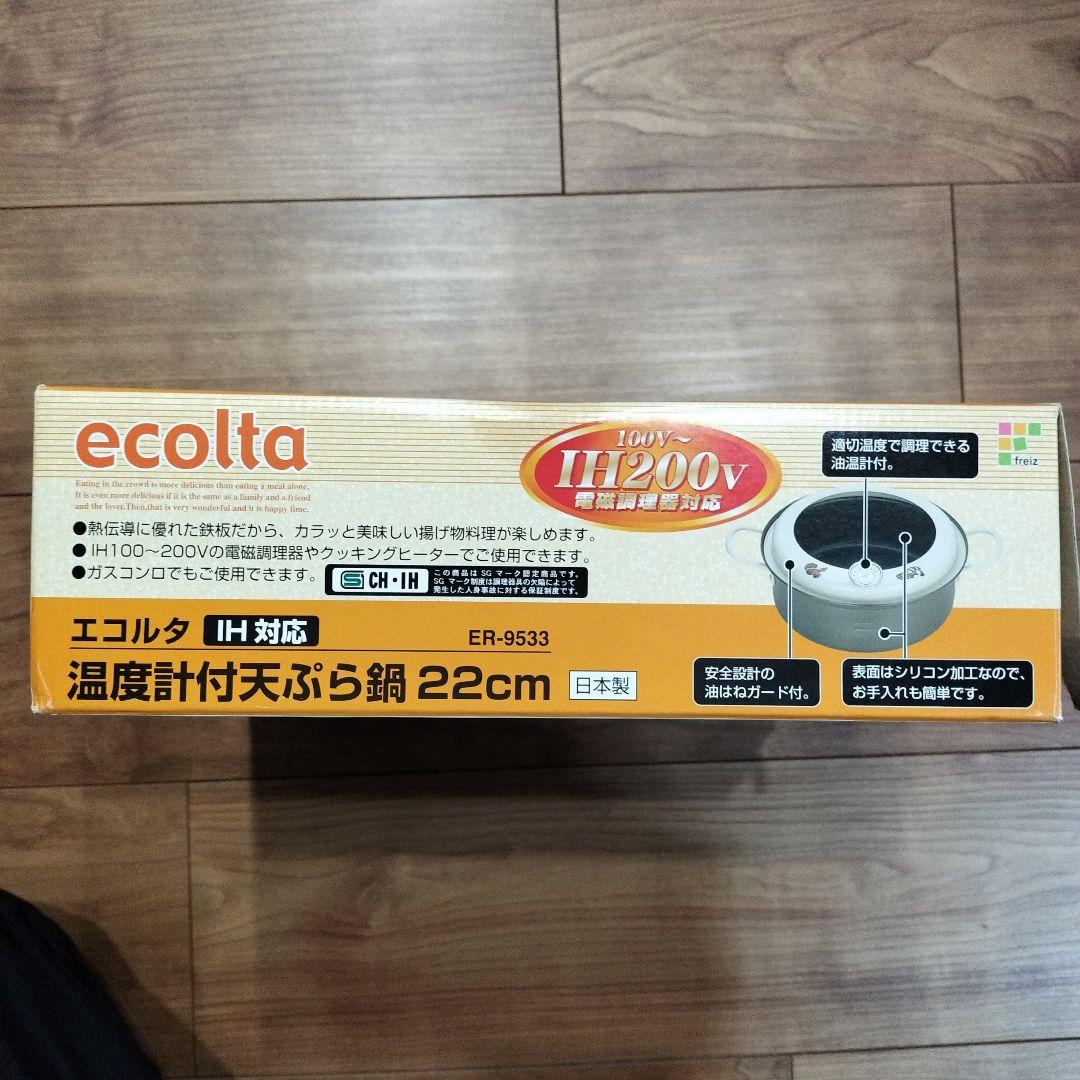 ecolta
Eating in the crowd is more delicious than eating a meal alone.
It is even more delicious if it is the same as a family and a friend
and the lover.Then,that is very wonderful and it is happy time.
●熱伝導に優れた鉄板だから、カラッと美味しい揚げ物料理が楽しめます。
●IH100〜200Vの電磁調理器やクッキングヒーターでご使用できます。
●ガスコンロでもご使用できます。
S CH・IH
この商品は SG マーク認定商品です。
SG マーク制度は調理器具の欠陥によって
発生した人身事故に対する保証制度です。
100V〜
IH200V
電磁調理器対応
適切温度で調理できる
油温計付。
freiz
安全設計の
油はねガード付。
表面はシリコン加工なので、
お手入れも簡単です。
エコルタ IH 対応
ER-9533
温度計付天ぷら鍋 22cm
日本製